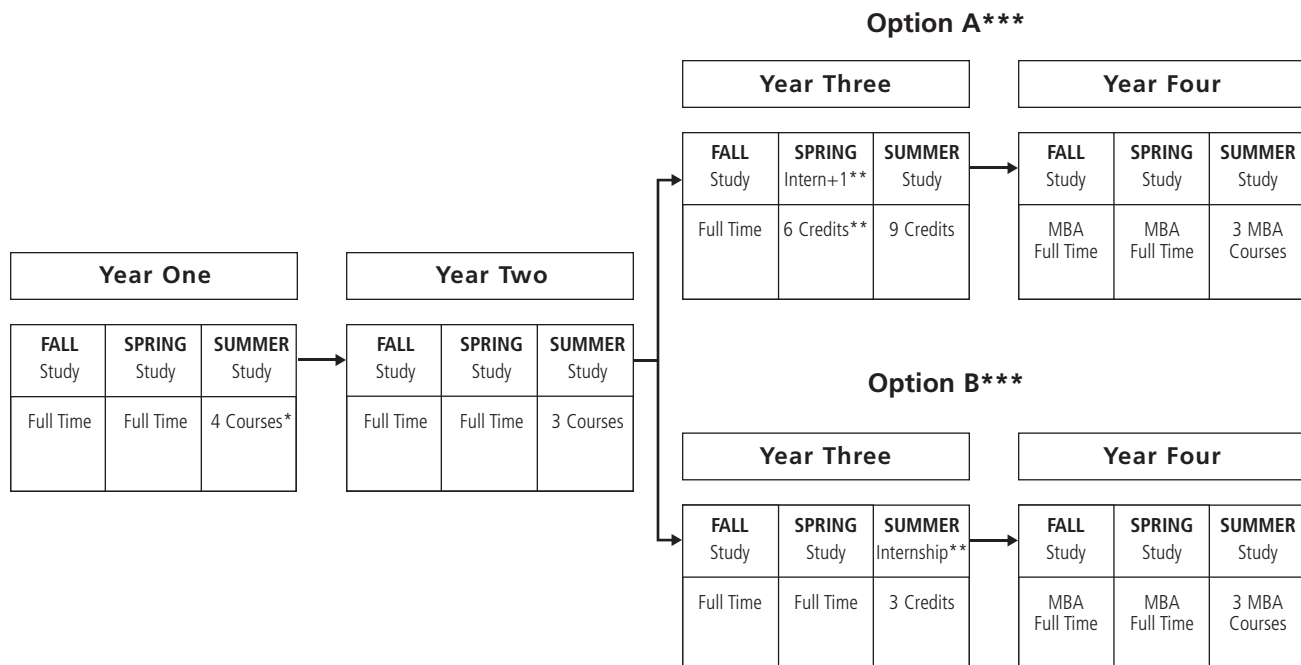 Option A***
Year Three
Year Four
FALL SPRING SUMMER
Study Intern+1** Study
Full Time 6 Credits** 9 Credits
FALL SPRING SUMMER
Study Study Study
MBA MBA 3 MBA
Full Time Full Time Courses
Year One
Year Two
FALL SPRING SUMMER
Study Study Study
Full Time Full Time 4 Courses*
FALL SPRING SUMMER
Study Study Study
Full Time Full Time 3 Courses
Option B***
Year Three
Year Four
FALL SPRING SUMMER
Study Study Internship**
Full Time Full Time 3 Credits
FALL SPRING SUMMER
Study Study Study
MBA MBA 3 MBA
Full Time Full Time Courses